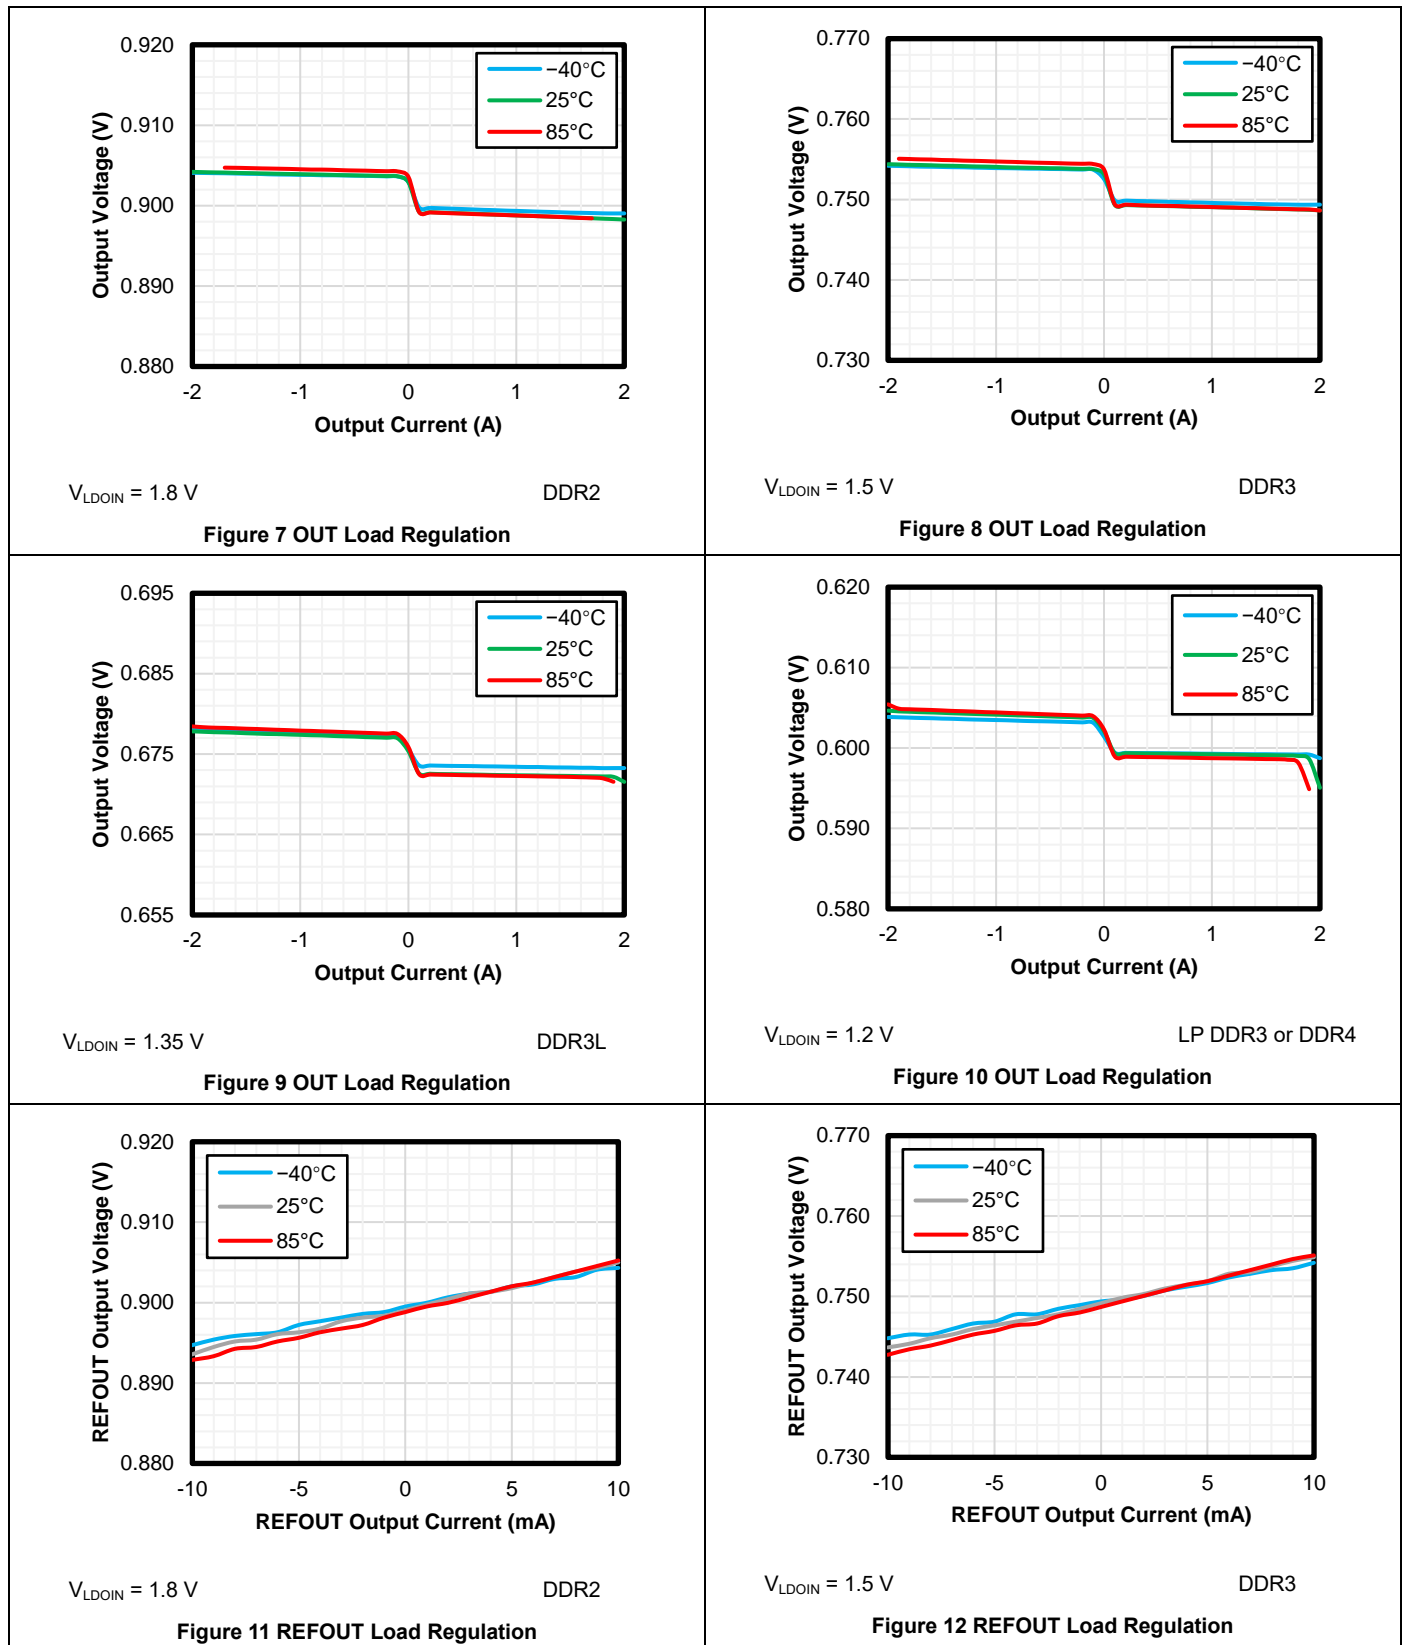 0.920
0.910
0.900
0.890
0.880
Output Voltage (V)
−40°C
25°C
85°C
-2 -1 0 1 2
Output Current (A)
V_LDOIN = 1.8 V DDR2
Figure 7 OUT Load Regulation
0.770
0.760
0.750
0.740
0.730
Output Voltage (V)
−40°C
25°C
85°C
-2 -1 0 1 2
Output Current (A)
V_LDOIN = 1.5 V DDR3
Figure 8 OUT Load Regulation
0.695
0.685
0.675
0.665
0.655
Output Voltage (V)
−40°C
25°C
85°C
-2 -1 0 1 2
Output Current (A)
V_LDOIN = 1.35 V DDR3L
Figure 9 OUT Load Regulation
0.620
0.610
0.600
0.590
0.580
Output Voltage (V)
−40°C
25°C
85°C
-2 -1 0 1 2
Output Current (A)
V_LDOIN = 1.2 V LP DDR3 or DDR4
Figure 10 OUT Load Regulation
0.920
0.910
0.900
0.890
0.880
REFOUT Output Voltage (V)
−40°C
25°C
85°C
-10 -5 0 5 10
REFOUT Output Current (mA)
V_LDOIN = 1.8 V DDR2
Figure 11 REFOUT Load Regulation
0.770
0.760
0.750
0.740
0.730
REFOUT Output Voltage (V)
−40°C
25°C
85°C
-10 -5 0 5 10
REFOUT Output Current (mA)
V_LDOIN = 1.5 V DDR3
Figure 12 REFOUT Load Regulation